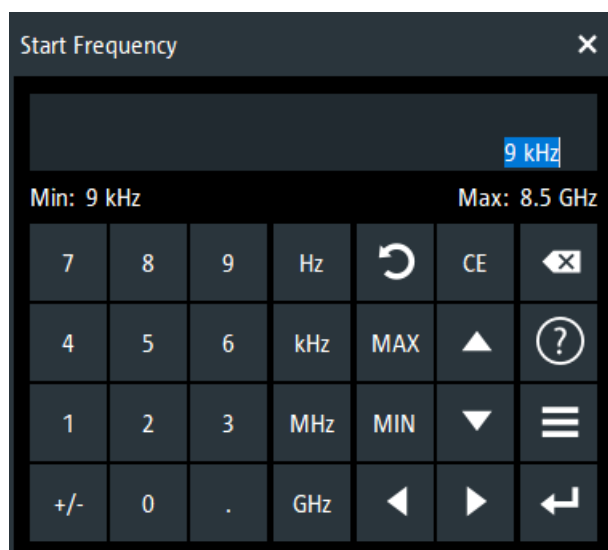 Start Frequency
9 kHz
Min: 9 kHz Max: 8.5 GHz
7 8 9 Hz CE
4 5 6 kHz MAX ?
1 2 3 MHz MIN
+/- 0 . GHz